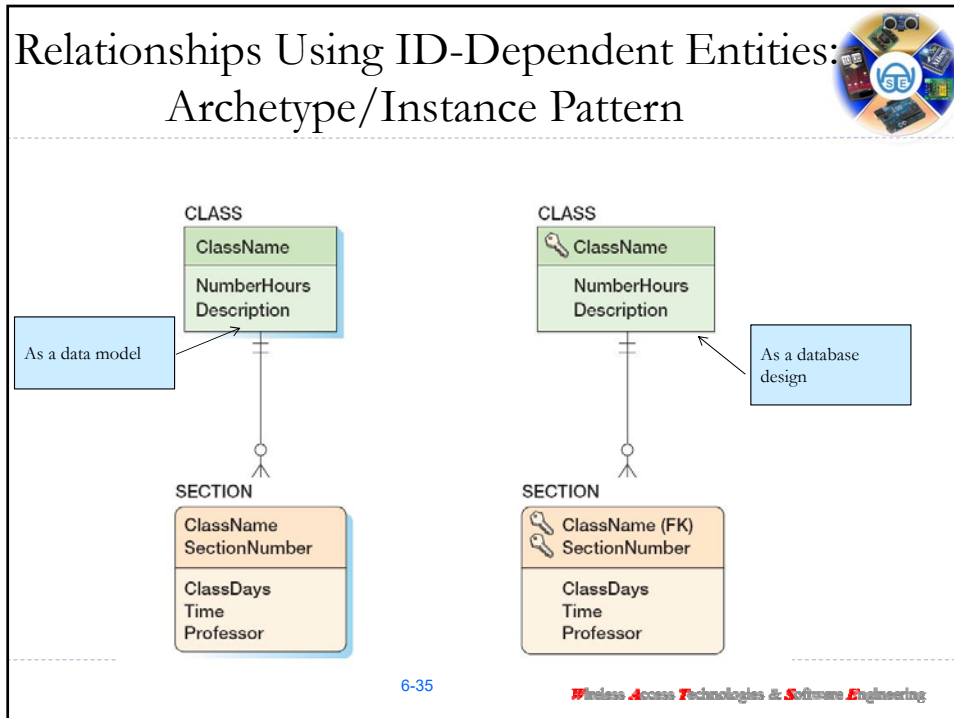 Relationships Using ID-Dependent Entities:
Archetype/Instance Pattern
STE
CLASS
ClassName
NumberHours
Description
As a data model
SECTION
ClassName
SectionNumber
ClassDays
Time
Professor
CLASS
ClassName
NumberHours
Description
As a database
design
SECTION
ClassName (FK)
SectionNumber
ClassDays
Time
Professor
6-35
Wireless Access Technologies & Software Engineering